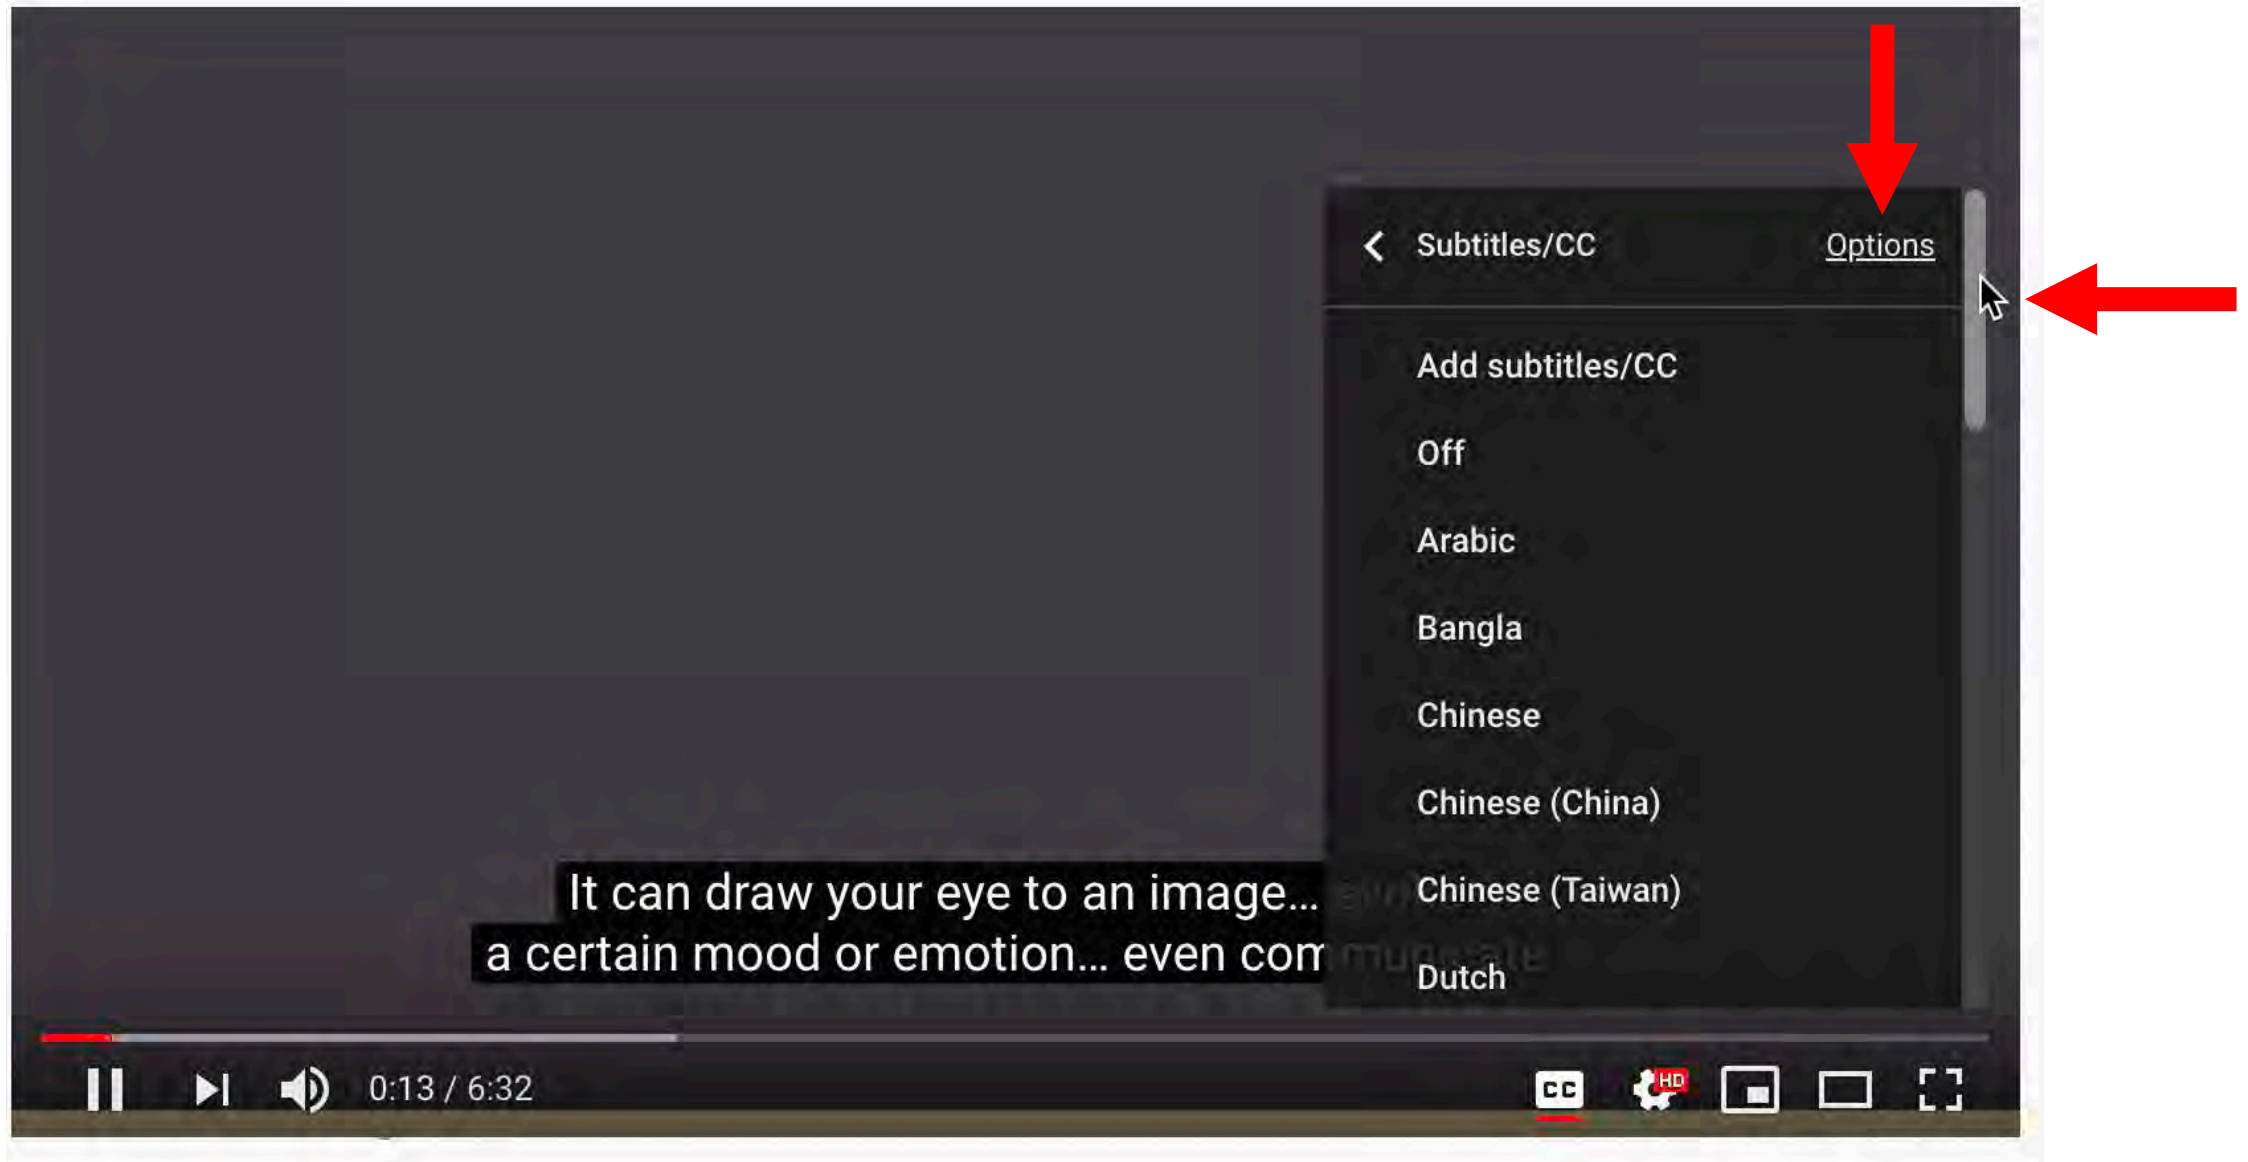 Subtitles/CC Options
Add subtitles/CC
Off
Arabic
Bangla
Chinese
Chinese (China)
Chinese (Taiwan)
Dutch
It can draw your eye to an image...
a certain mood or emotion... even communicate
0:13 / 6:32
CC HD